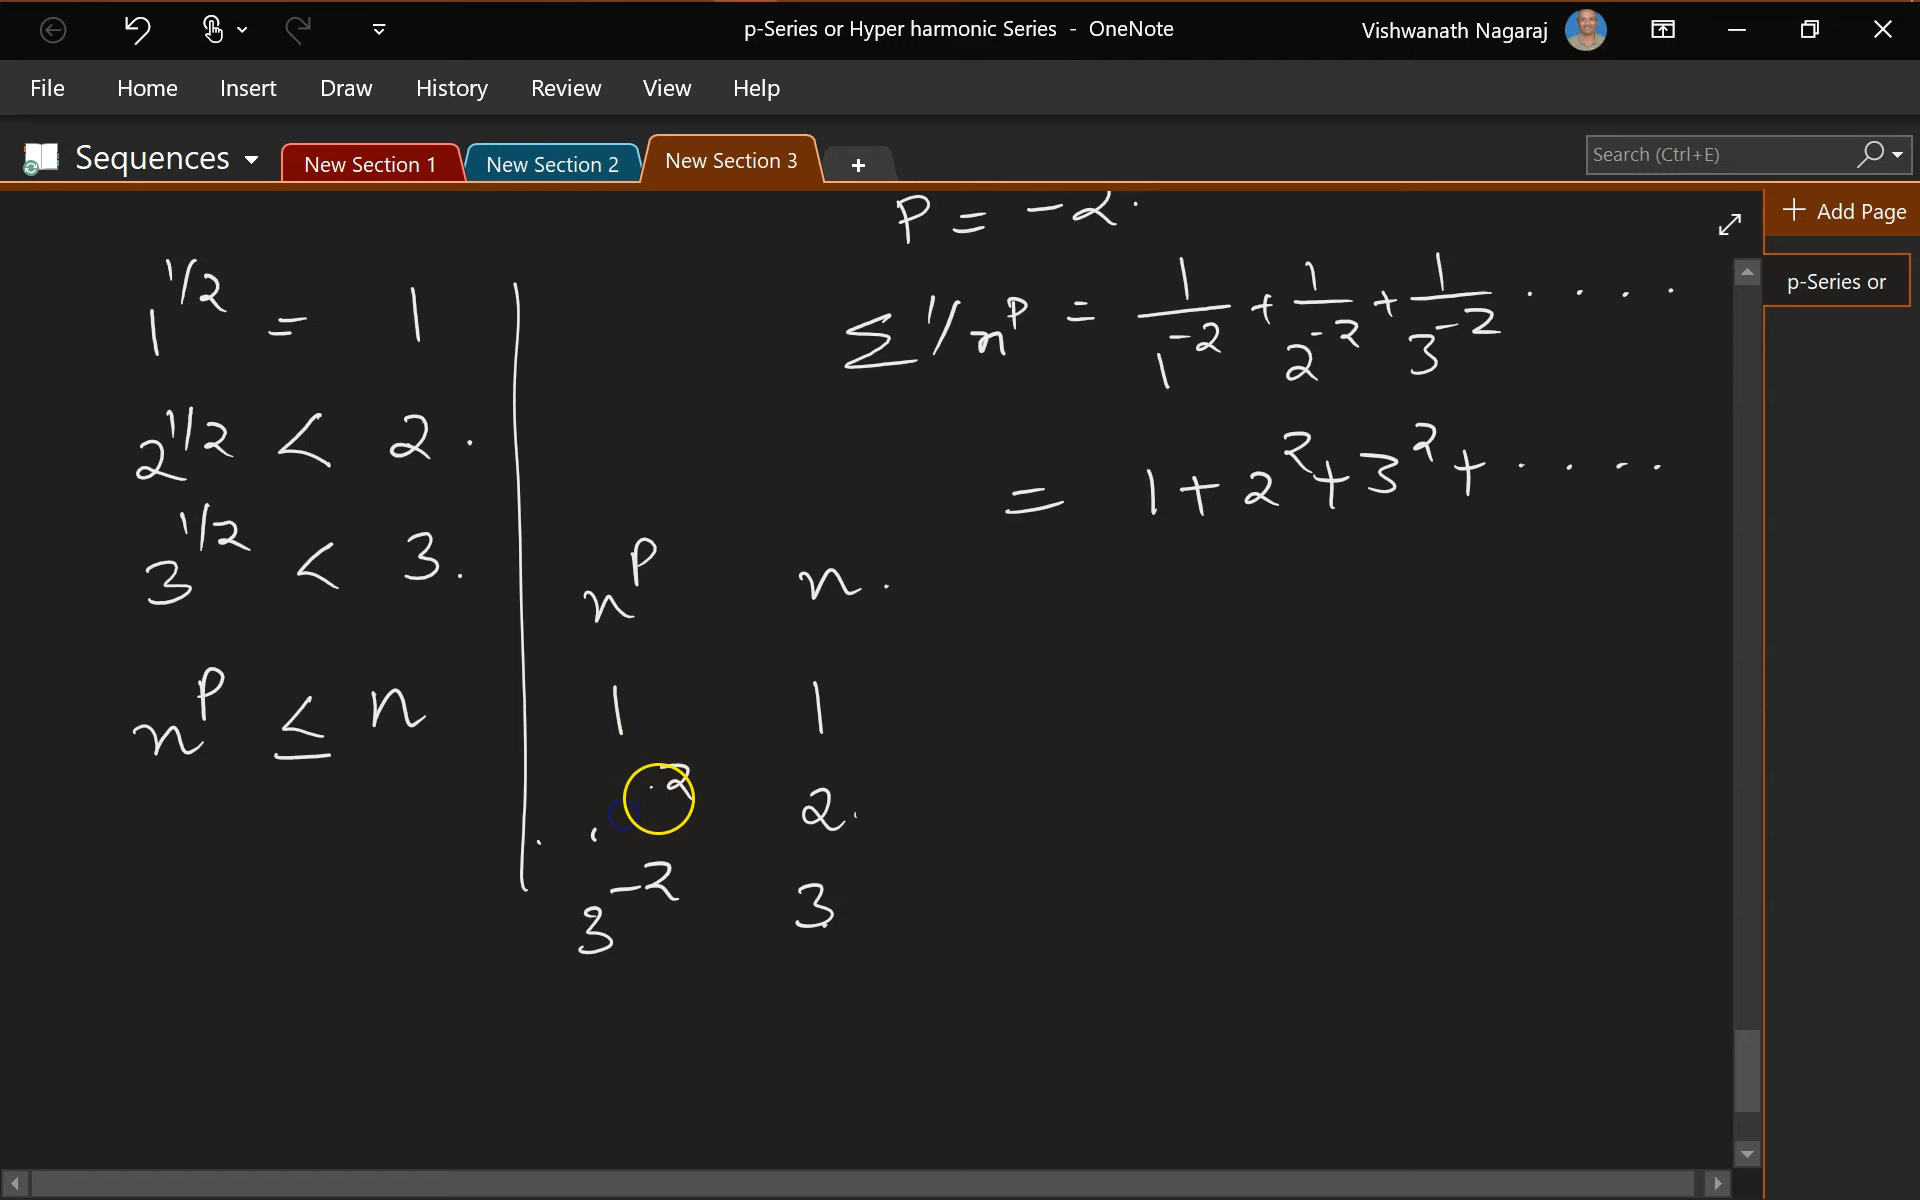 p-Series or Hyper harmonic Series - OneNote
Vishwanath Nagaraj
File Home Insert Draw History Review View Help
Sequences
New Section 1
New Section 2
New Section 3
+
Search (Ctrl+E)
+ Add Page
p-Series or
1^1/2 = 1
2^1/2 < 2.
3^1/2 < 3.
n^p ≤ n
P = -2.
∑ 1/n^p = 1/1^-2 + 1/2^-2 + 1/3^-2 ....
= 1 + 2^2 + 3^2 + ....
n^p n.
1 1
2 2.
3^-2 3